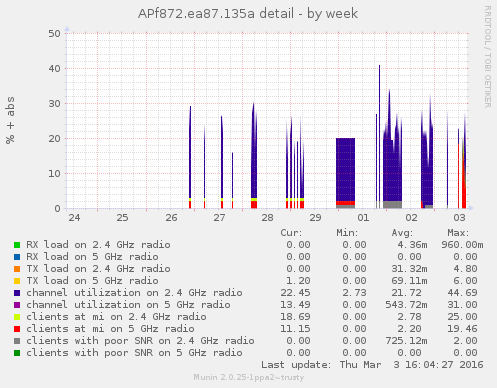 APf872.ea87.135a detail - by week
RRDTOOL / TOBI OETIKER
% + abs
50
40
30
20
10
0
24 25 26 27 28 29 01 02 03
Cur: Min: Avg: Max:
RX load on 2.4 GHz radio 0.00 0.00 4.36m 960.00m
RX load on 5 GHz radio 0.00 0.00 0.00 0.00
TX load on 2.4 GHz radio 0.00 0.00 31.32m 4.80
TX load on 5 GHz radio 1.20 0.00 69.11m 6.00
channel utilization on 2.4 GHz radio 22.45 2.73 21.72 44.69
channel utilization on 5 GHz radio 13.49 0.00 543.72m 31.00
clients at mi on 2.4 GHz radio 18.69 0.00 2.78 25.00
clients at mi on 5 GHz radio 11.15 0.00 2.20 19.46
clients with poor SNR on 2.4 GHz radio 0.00 0.00 725.12m 2.00
clients with poor SNR on 5 GHz radio 0.00 0.00 0.00 0.00
Last update: Thu Mar 3 16:04:27 2016
Munin 2.0.25-1ppa2~trusty